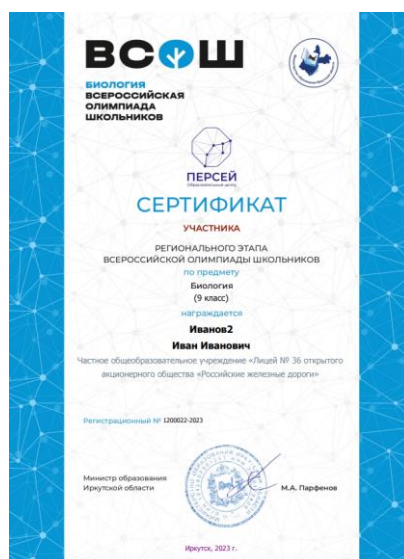 ВСОШ
БИОЛОГИЯ
ВСЕРОССИЙСКАЯ
ОЛИМПИАДА
ШКОЛЬНИКОВ
ПЕРСЕЙ
Образовательный центр
СЕРТИФИКАТ
УЧАСТНИКА
РЕГИОНАЛЬНОГО ЭТАПА
ВСЕРОССИЙСКОЙ ОЛИМПИАДЫ ШКОЛЬНИКОВ
по предмету
Биология
(9 класс)
награждается
Иванов2
Иван Иванович
Частное общеобразовательное учреждение «Лицей № 36 открытого
акционерного общества «Российские железные дороги»
Регистрационный № 1200022-2023
Министр образования
Иркутской области
М.А. Парфенов
Иркутск, 2023 г.